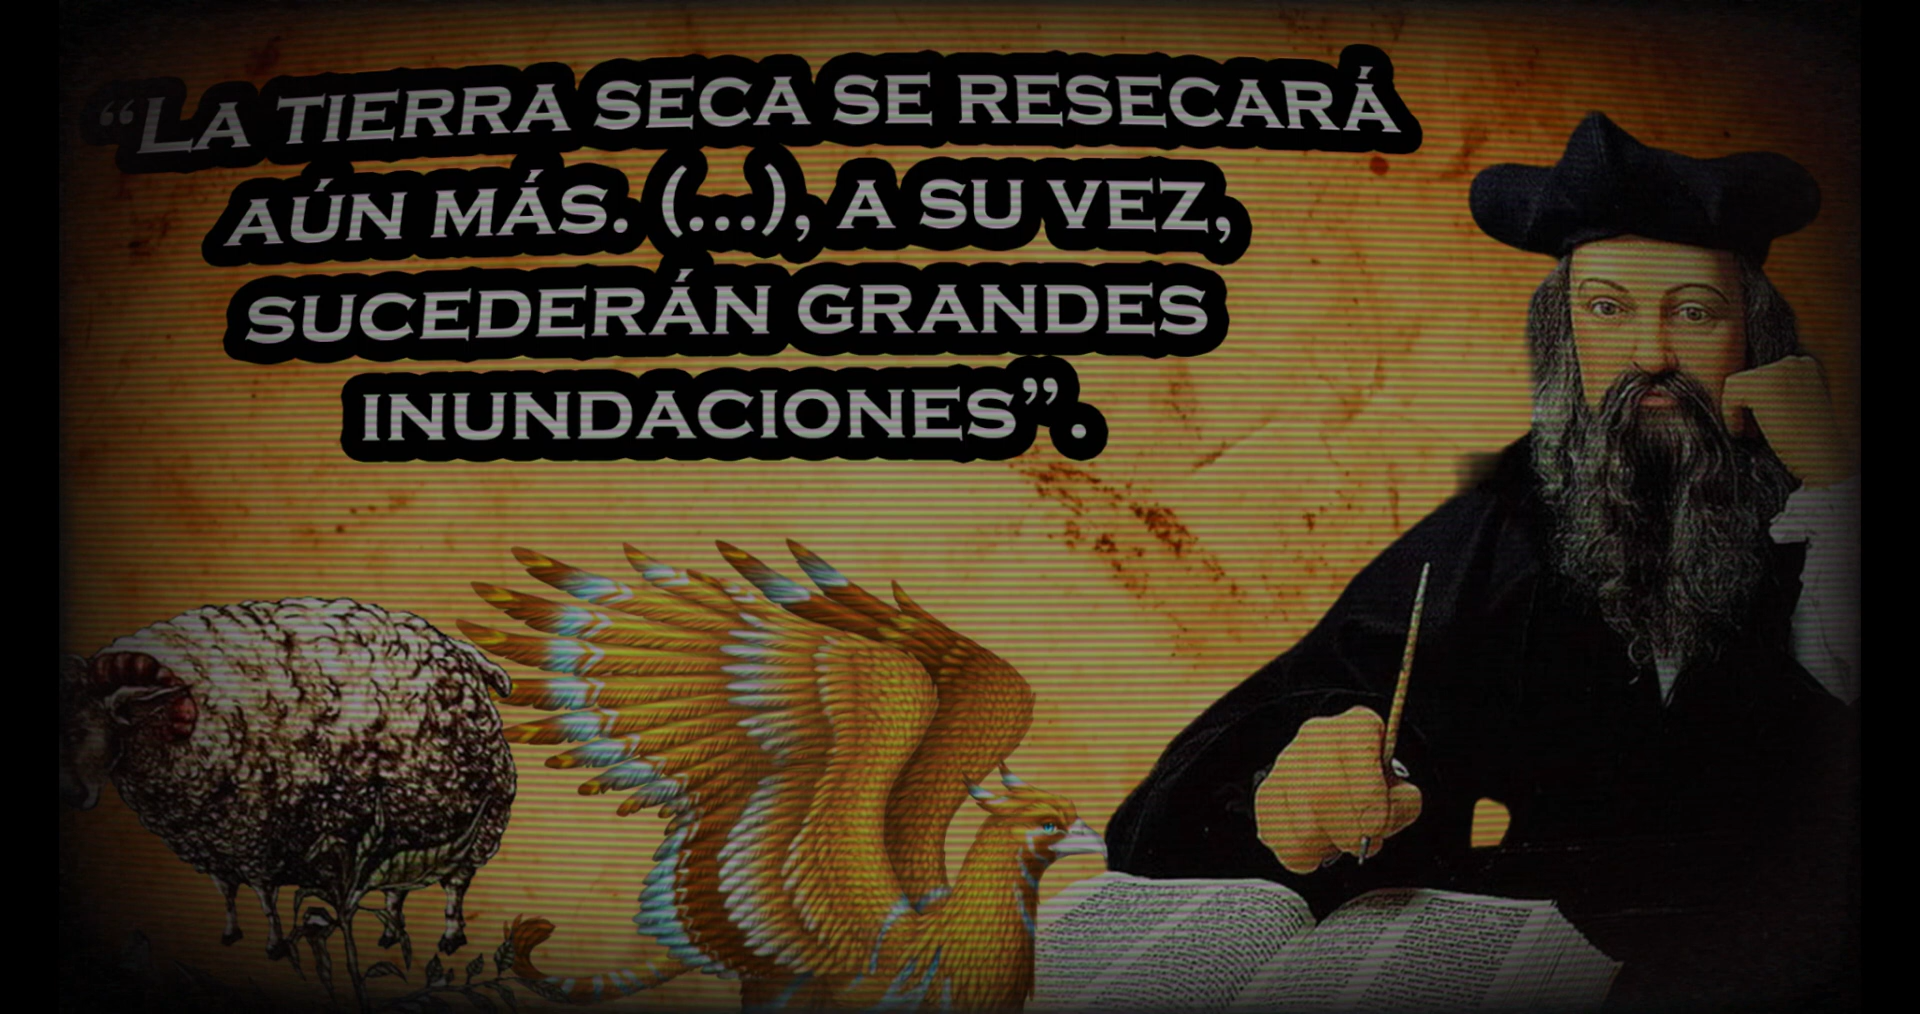 “LA TIERRA SECA SE RESECARÁ
AÚN MÁS. (...), A SU VEZ,
SUCEDERÁN GRANDES
INUNDACIONES”.